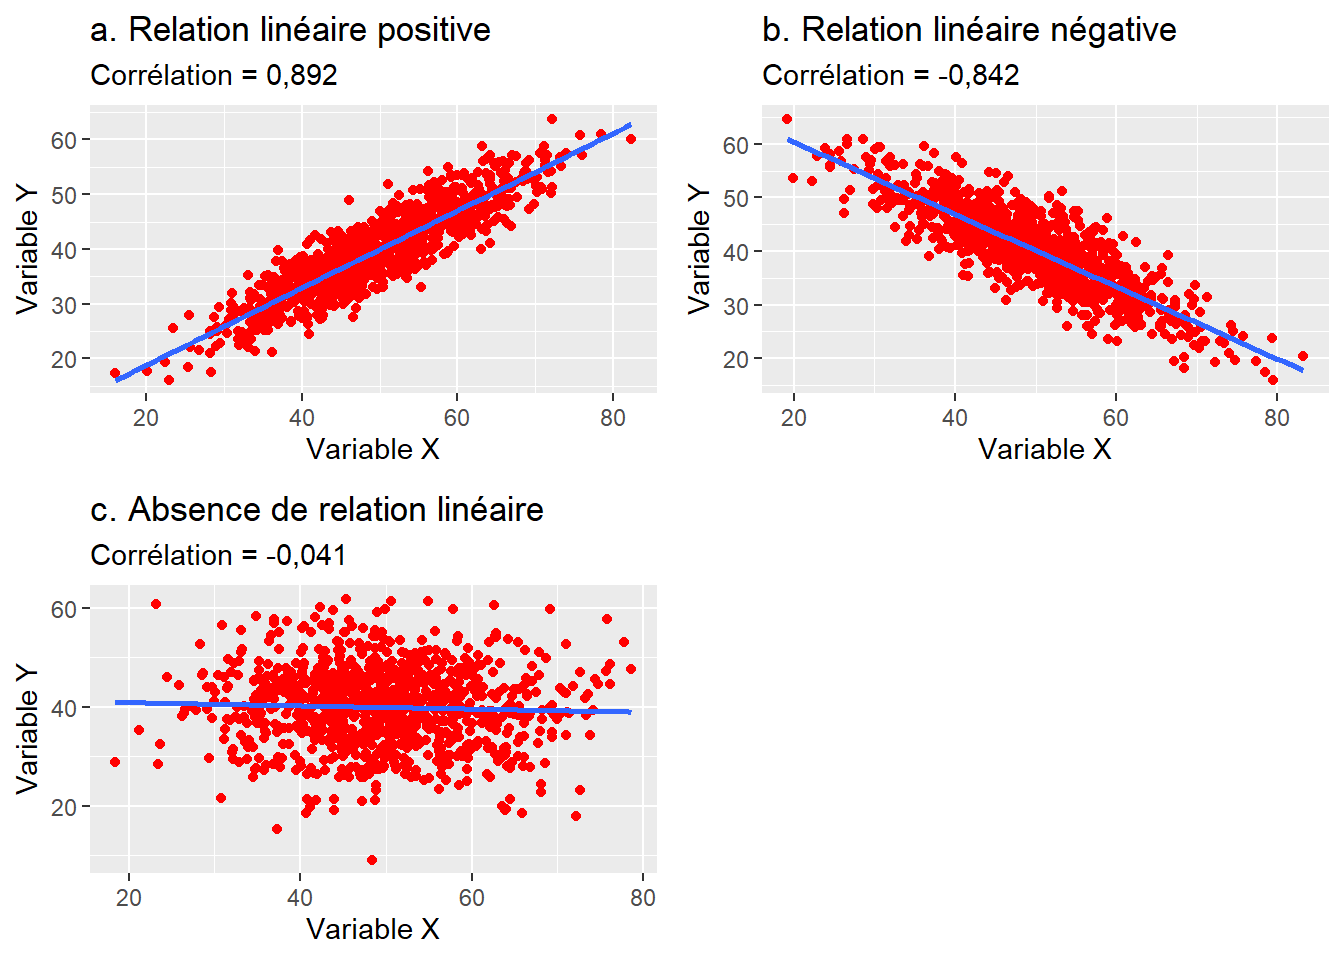 a. Relation linéaire positive
Corrélation = 0,892
60
50
40
30
20
Variable Y
20 40 60 80
Variable X
b. Relation linéaire négative
Corrélation = -0,842
60
50
40
30
20
Variable Y
20 40 60 80
Variable X
c. Absence de relation linéaire
Corrélation = -0,041
60
40
20
Variable Y
20 40 60 80
Variable X